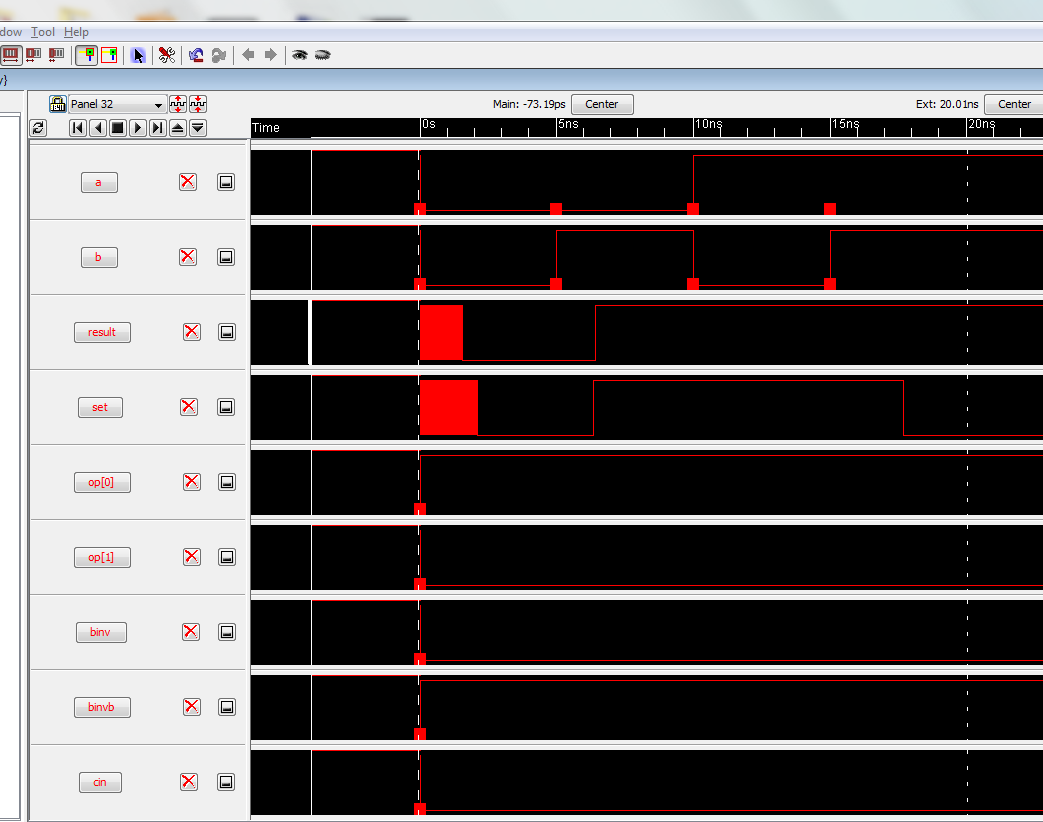 dow Tool Help
y}
Panel 32 Main: -73.19ps Center Ext: 20.01ns Center
Time 0s 5ns 10ns 15ns 20ns
a
b
result
set
op[0]
op[1]
binv
binvb
cin